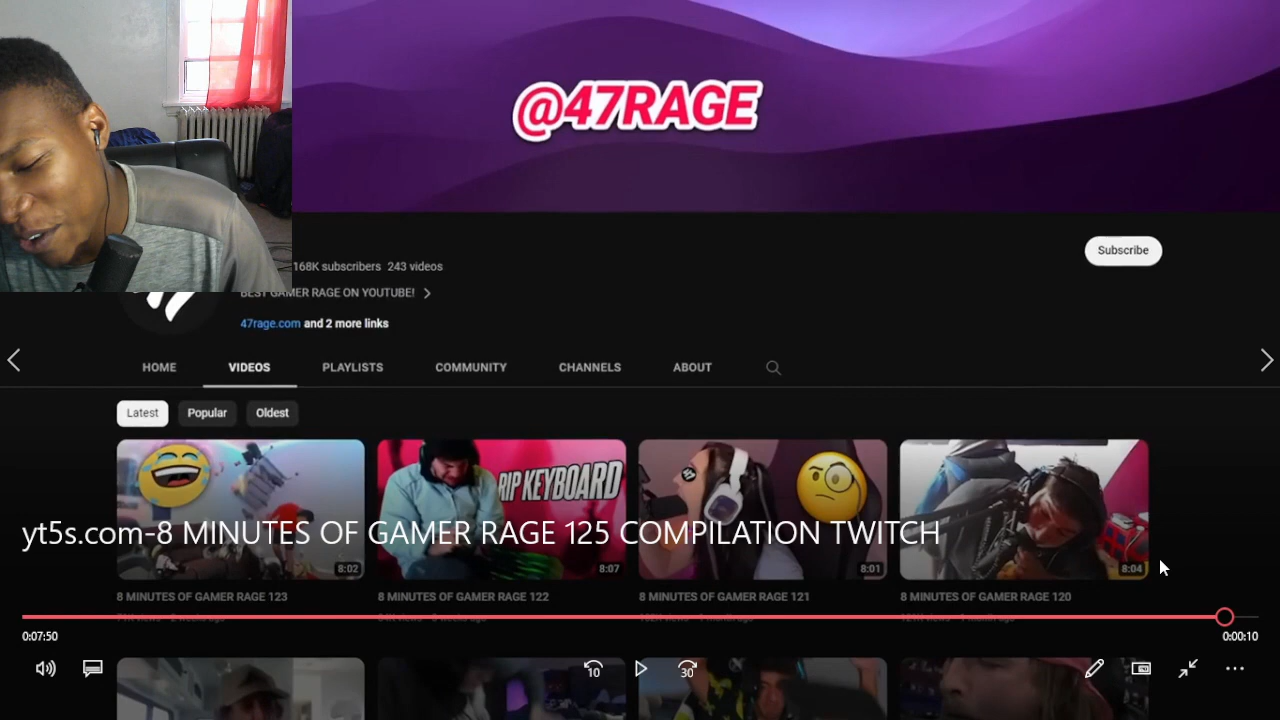 @47RAGE
Subscribe
168K subscribers 243 videos
BEST GAMER RAGE ON YOUTUBE!
47rage.com and 2 more links
HOME VIDEOS PLAYLISTS COMMUNITY CHANNELS ABOUT
Latest Popular Oldest
RIP KEYBOARD
yt5s.com-8 MINUTES OF GAMER RAGE 125 COMPILATION TWITCH
8:02 8:07 8:01 8:04
8 MINUTES OF GAMER RAGE 123 8 MINUTES OF GAMER RAGE 122 8 MINUTES OF GAMER RAGE 121 8 MINUTES OF GAMER RAGE 120
0:07:50 0:00:10
10 30